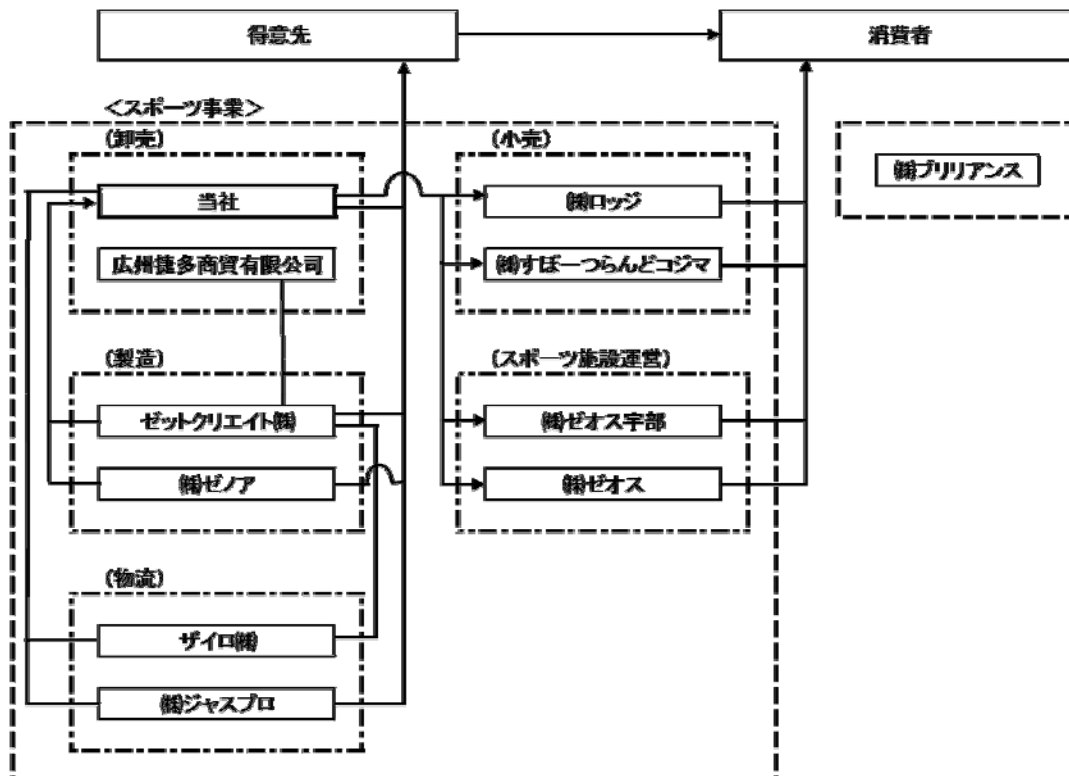 得意先
消費者
<スポーツ事業>
(卸売)
(小売)
当社
㈱ロッジ
㈱ブリリアンス
広州捷多商貿有限公司
㈱すぽーつらんどコジマ
(製造)
(スポーツ施設運営)
ゼットクリエイト㈱
㈱ゼオス宇部
㈱ゼノア
㈱ゼオス
(物流)
ザイロ㈱
㈱ジャスプロ